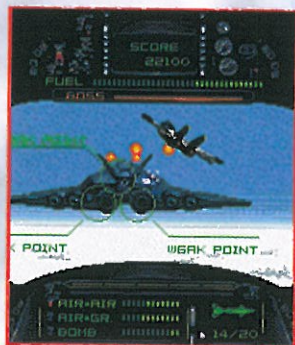 SCORE
22100
FUEL
BOSS
K POINT
WEAK POINT
AIR*AIR
AIR*GR.
BOMB
14/20